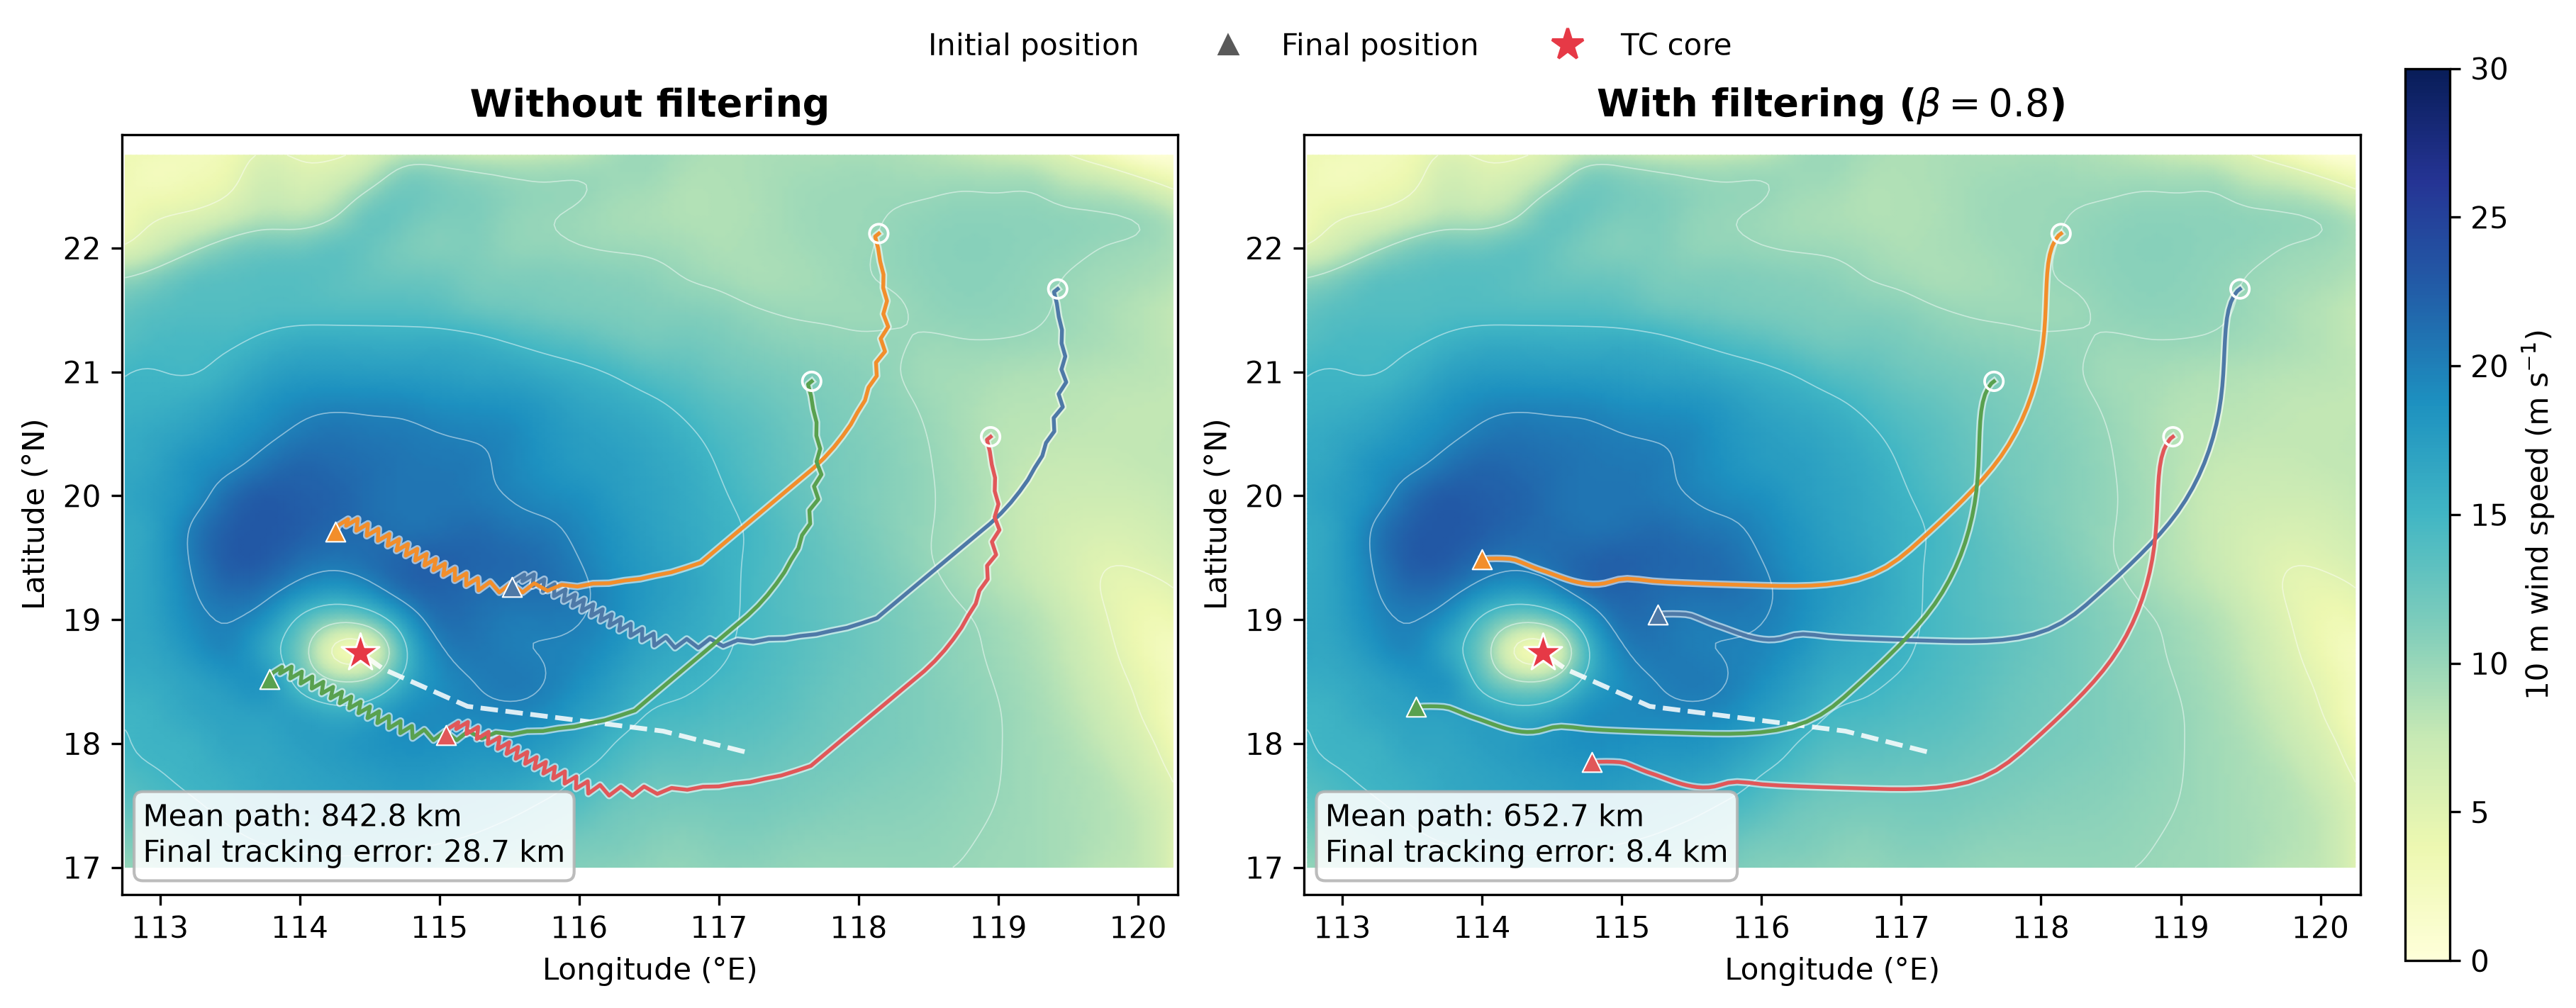 Initial position Final position TC core
Without filtering
With filtering (β = 0.8)
22
21
20
19
18
17
Latitude (°N)
113 114 115 116 117 118 119 120
Longitude (°E)
Mean path: 842.8 km
Final tracking error: 28.7 km
22
21
20
19
18
17
Latitude (°N)
113 114 115 116 117 118 119 120
Longitude (°E)
Mean path: 652.7 km
Final tracking error: 8.4 km
30
25
20
15
10
5
0
10 m wind speed (m s⁻¹)